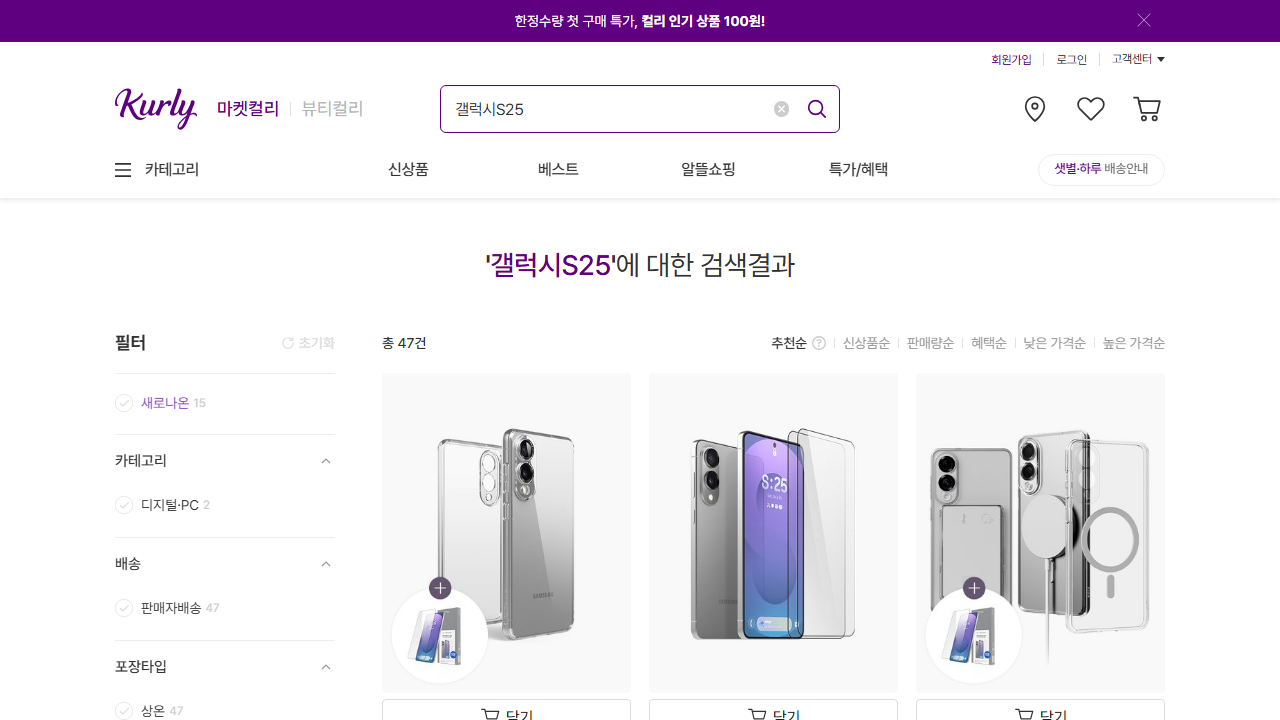 한정수량 첫 구매 특가, 컬리 인기 상품 100원!
회원가입 로그인 고객센터
Kurly 마켓컬리 뷰티컬리 갤럭시S25
카테고리 신상품 베스트 알뜰쇼핑 특가/혜택 샛별·하루 배송안내
'갤럭시S25'에 대한 검색결과
필터 초기화 총 47건 추천순 신상품순 판매량순 혜택순 낮은 가격순 높은 가격순
새로나온 15
카테고리
디지털·PC 2
배송
판매자배송 47
포장타입
상온 47
SAMSUNG
S:25
담기 담기 담기